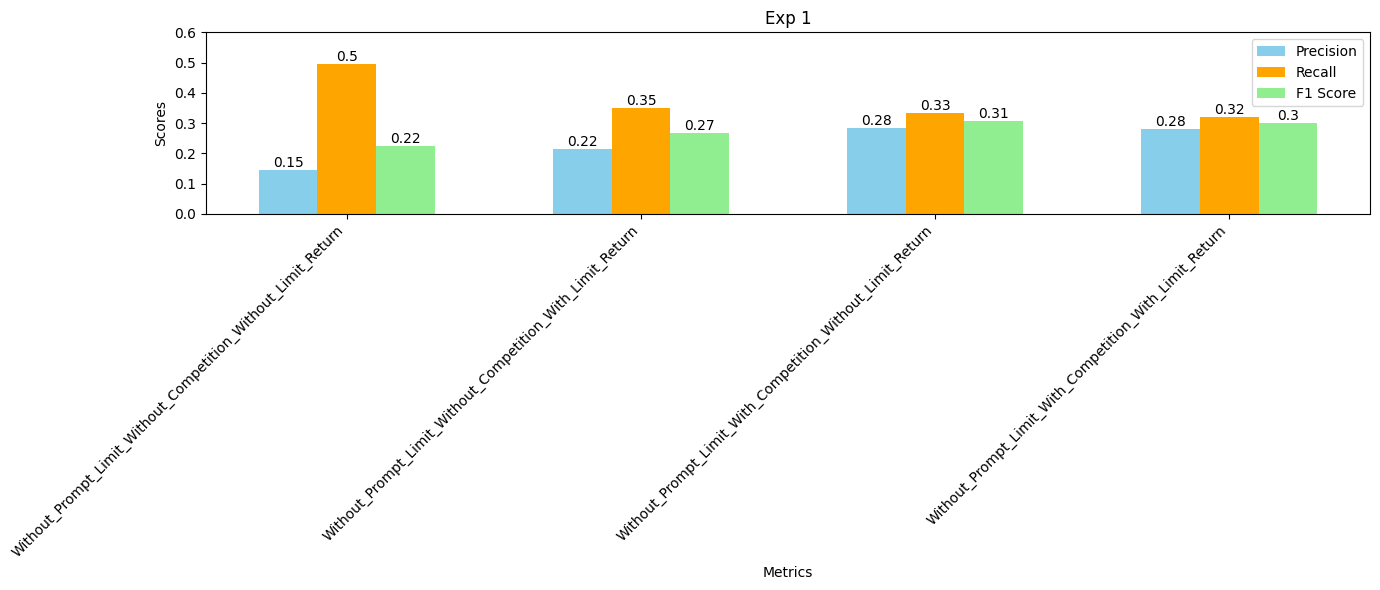 Exp 1
Scores
0.6
0.5
0.4
0.3
0.2
0.1
0.0
0.15
0.5
0.22
0.22
0.35
0.27
0.28
0.33
0.31
0.28
0.32
0.3
Precision
Recall
F1 Score
Without_Prompt_Limit_Without_Competition_Without_Limit_Return
Without_Prompt_Limit_Without_Competition_With_Limit_Return
Without_Prompt_Limit_With_Competition_Without_Limit_Return
Without_Prompt_Limit_With_Competition_With_Limit_Return
Metrics